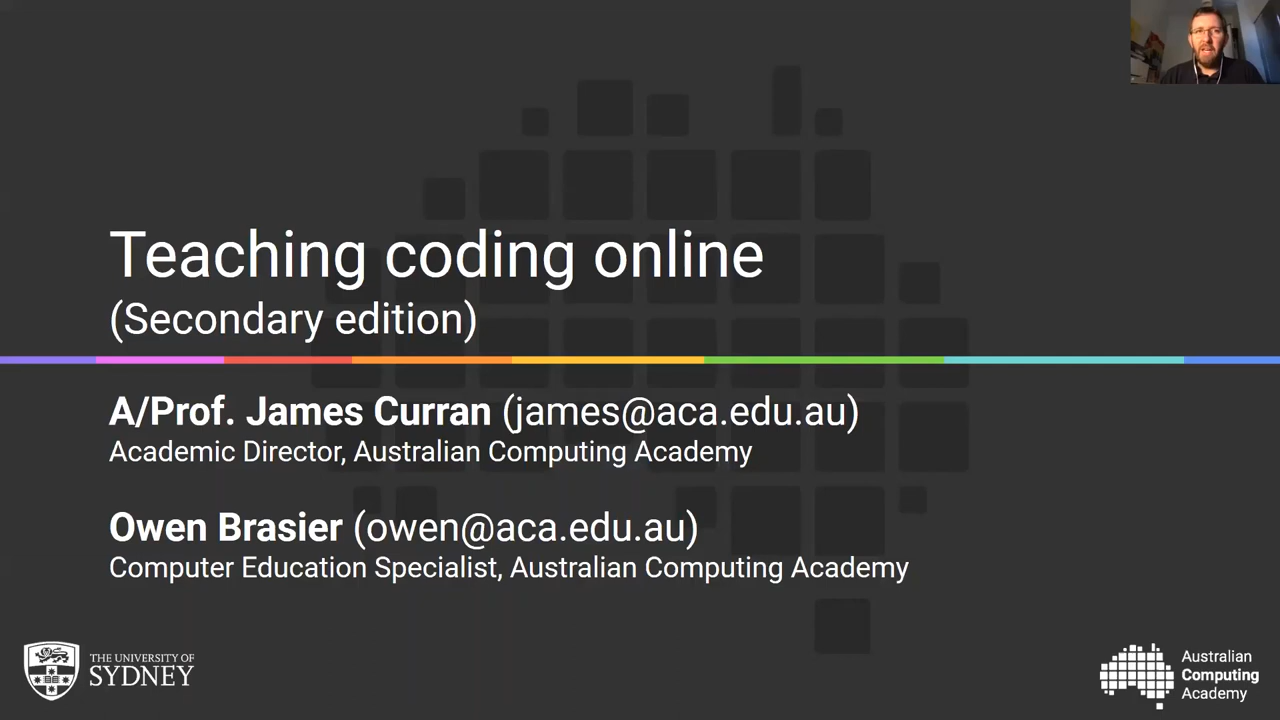 Teaching coding online
(Secondary edition)
A/Prof. James Curran (james@aca.edu.au)
Academic Director, Australian Computing Academy
Owen Brasier (owen@aca.edu.au)
Computer Education Specialist, Australian Computing Academy
THE UNIVERSITY OF
SYDNEY
Australian
Computing
Academy